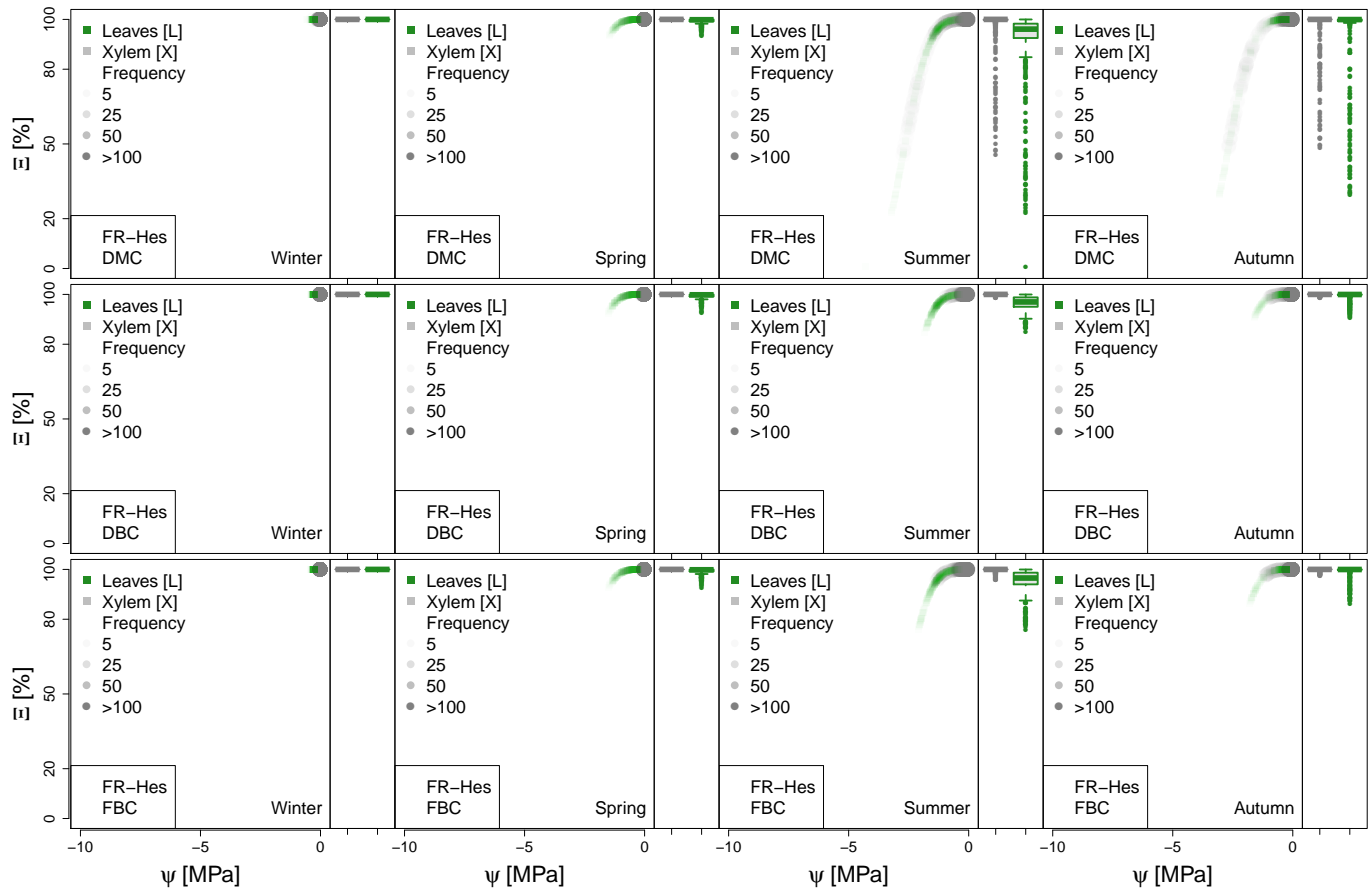 Ξ [%]
100
80
50
20
0
Leaves [L]
Xylem [X]
Frequency
5
25
50
>100
FR−Hes
DMC
Winter
Leaves [L]
Xylem [X]
Frequency
5
25
50
>100
FR−Hes
DMC
Spring
Leaves [L]
Xylem [X]
Frequency
5
25
50
>100
FR−Hes
DMC
Summer
Leaves [L]
Xylem [X]
Frequency
5
25
50
>100
FR−Hes
DMC
Autumn
Ξ [%]
100
80
50
20
0
Leaves [L]
Xylem [X]
Frequency
5
25
50
>100
FR−Hes
DBC
Winter
Leaves [L]
Xylem [X]
Frequency
5
25
50
>100
FR−Hes
DBC
Spring
Leaves [L]
Xylem [X]
Frequency
5
25
50
>100
FR−Hes
DBC
Summer
Leaves [L]
Xylem [X]
Frequency
5
25
50
>100
FR−Hes
DBC
Autumn
Ξ [%]
100
80
50
20
0
Leaves [L]
Xylem [X]
Frequency
5
25
50
>100
FR−Hes
FBC
Winter
Leaves [L]
Xylem [X]
Frequency
5
25
50
>100
FR−Hes
FBC
Spring
Leaves [L]
Xylem [X]
Frequency
5
25
50
>100
FR−Hes
FBC
Summer
Leaves [L]
Xylem [X]
Frequency
5
25
50
>100
FR−Hes
FBC
Autumn
−10 −5 0
−10 −5 0
−10 −5 0
−10 −5 0
ψ [MPa]
ψ [MPa]
ψ [MPa]
ψ [MPa]